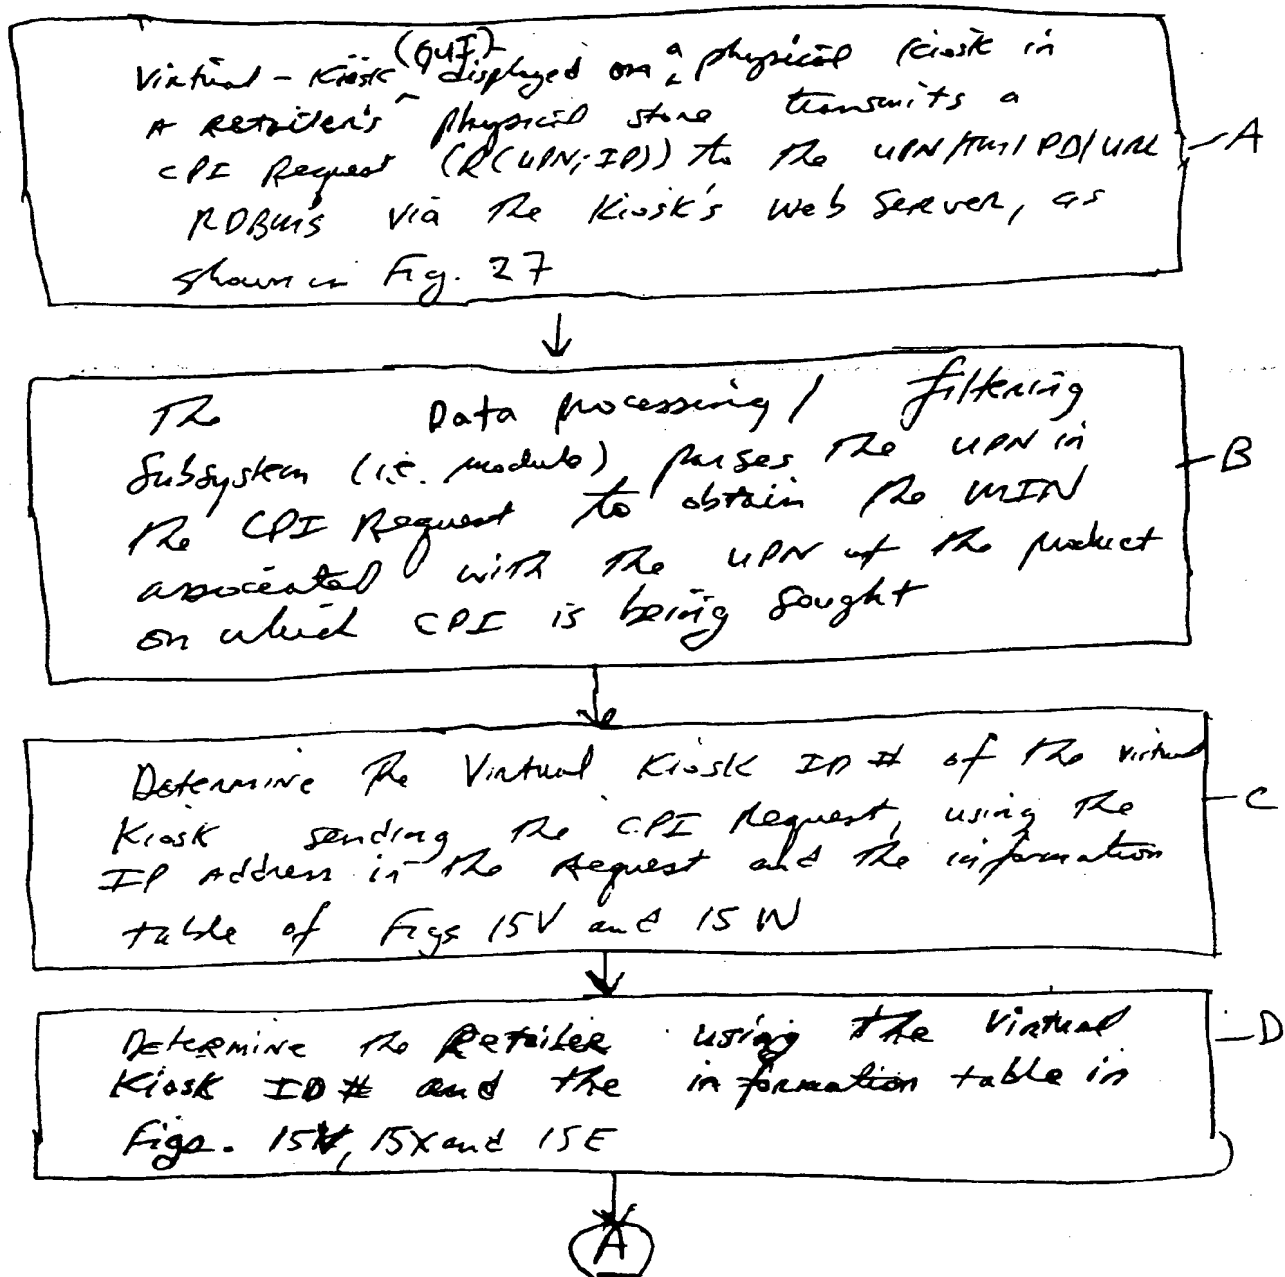 (GUI)
Virtual-Kiosk ^ displayed on ^a physical kiosk in
A Retailer's physical store transmits a
CPI Request (R(UPN; IP)) to the UPN/TM/PD/URL
RDBMS via the Kiosk's web server, as
shown in Fig. 27
A
The Data processing / filtering
Subsystem (i.e. module) parses the UPN in
the CPI Request to obtain the MIN
associated with the UPN of the product
on which CPI is being sought
B
Determine the Virtual Kiosk ID # of the virtual
Kiosk sending the CPI Request, using the
IP Address in the Request and the information
table of Figs 15V and 15W
C
Determine the Retailer using the Virtual
Kiosk ID # and the information table in
Figs. 15X and 15E
D
A